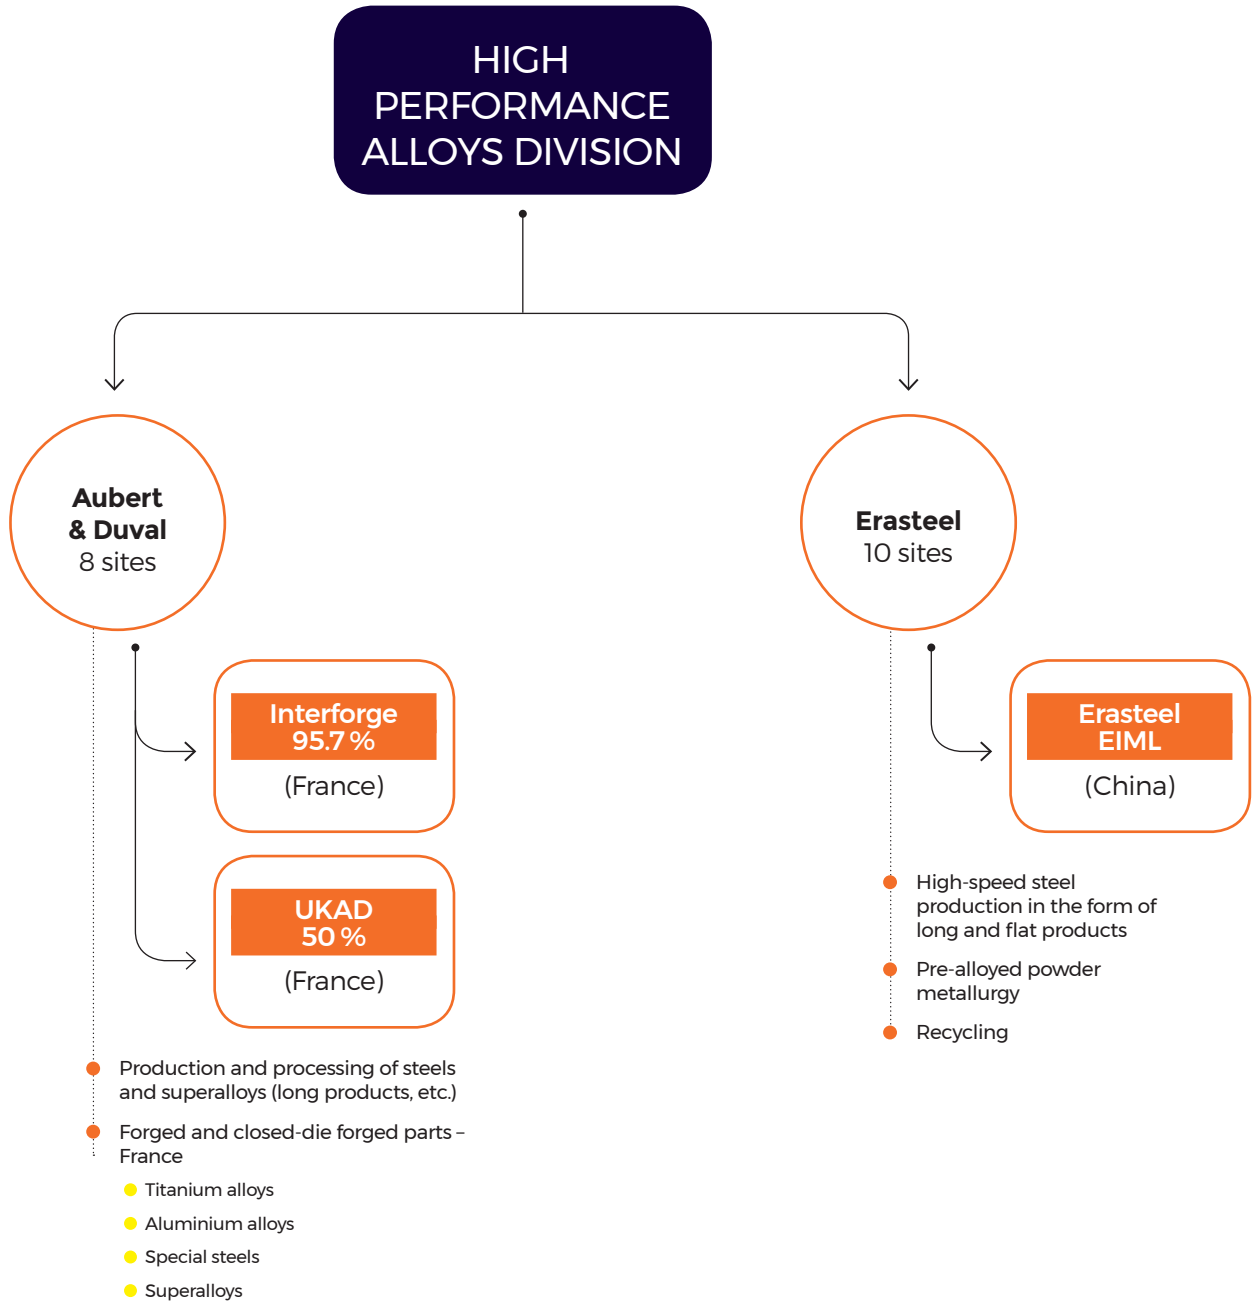 HIGH
PERFORMANCE
ALLOYS DIVISION
Aubert
& Duval
8 sites
Erasteel
10 sites
Interforge
95.7 %
(France)
UKAD
50 %
(France)
Production and processing of steels
and superalloys (long products, etc.)
Forged and closed-die forged parts –
France
Titanium alloys
Aluminium alloys
Special steels
Superalloys
Erasteel
EIML
(China)
High-speed steel
production in the form of
long and flat products
Pre-alloyed powder
metallurgy
Recycling